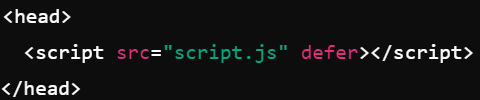 <head>
  <script src="script.js" defer></script>
</head>